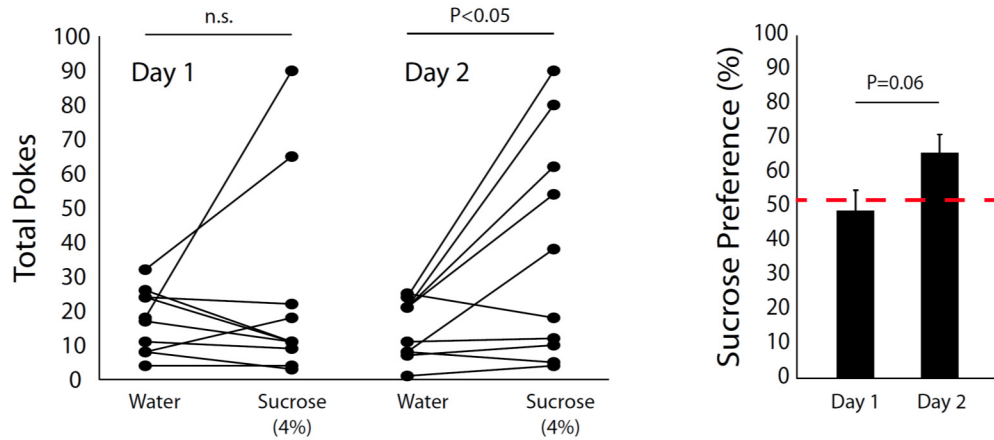 n.s.
P<0.05
Day 1
Day 2
Total Pokes
100
90
80
70
60
50
40
30
20
10
0
Water
Sucrose
(4%)
Water
Sucrose
(4%)
Sucrose Preference (%)
100
90
80
70
60
50
40
30
20
10
0
P=0.06
Day 1
Day 2